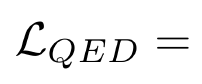 𝓛_{QED} =